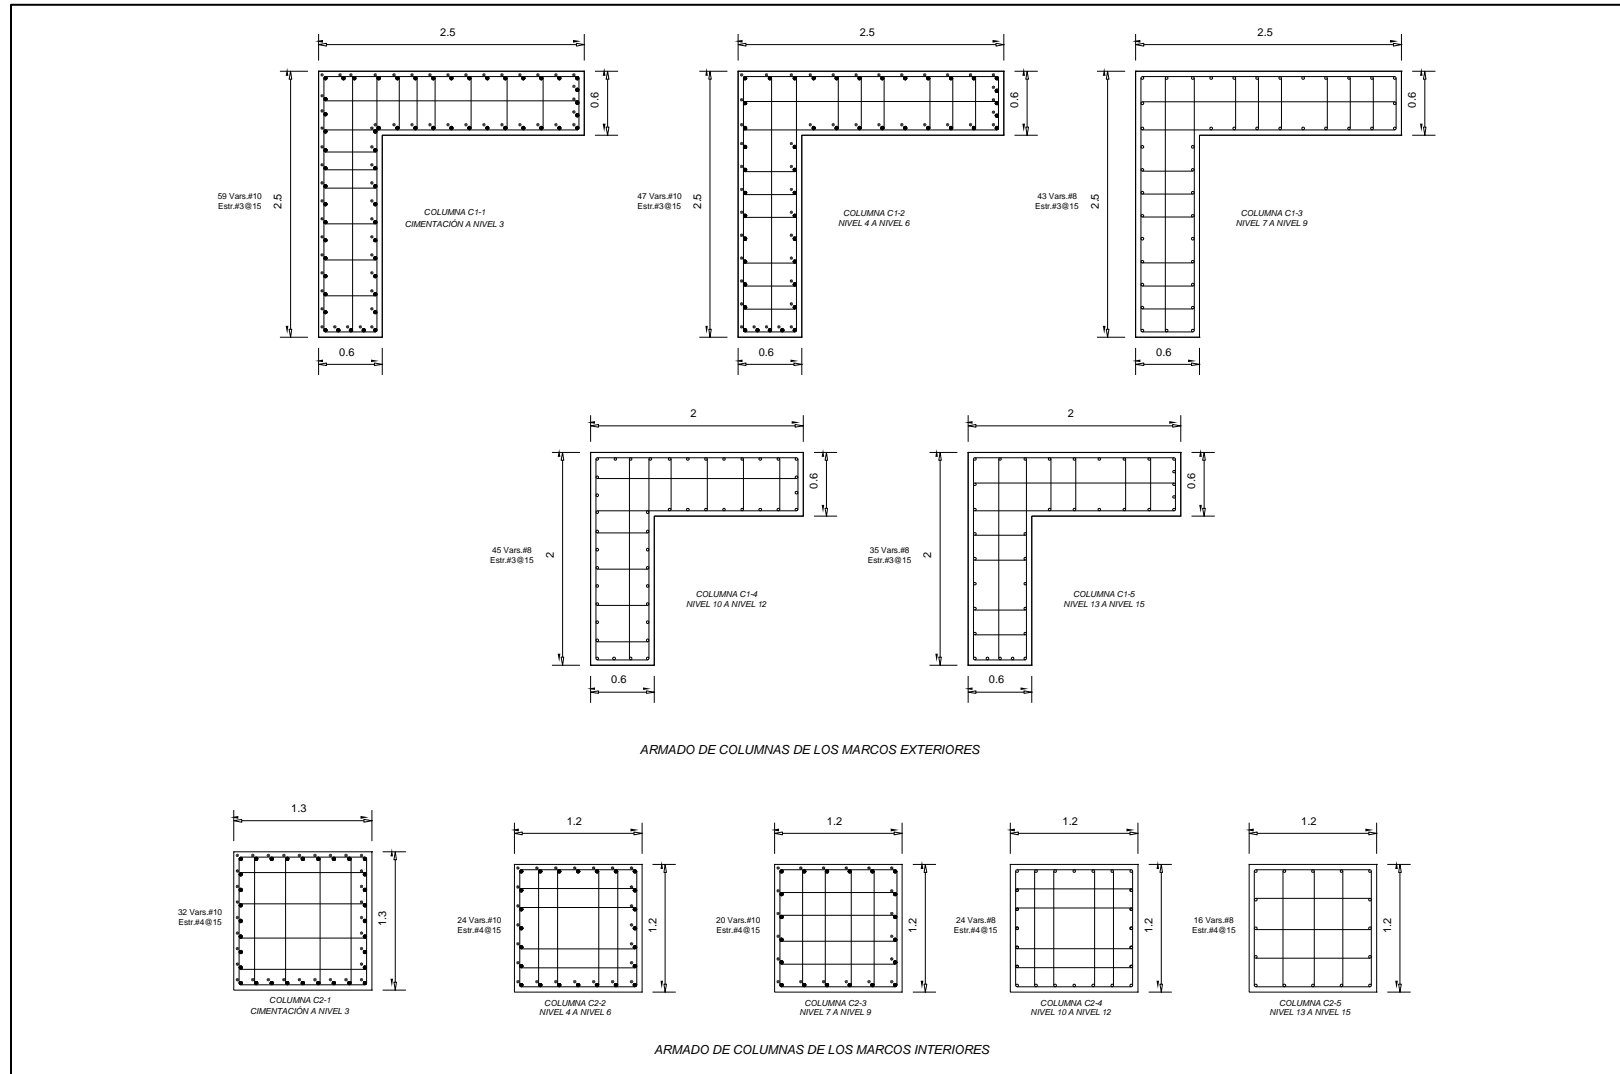 2.5
2.5
2.5
0.6
0.6
0.6
59 Vars.#10
Estr.#3@15
2.5
COLUMNA C1-1
CIMENTACIÓN A NIVEL 3
47 Vars.#10
Estr.#3@15
2.5
COLUMNA C1-2
NIVEL 4 A NIVEL 6
43 Vars.#8
Estr.#3@15
2.5
COLUMNA C1-3
NIVEL 7 A NIVEL 9
0.6
0.6
0.6
2
2
0.6
0.6
45 Vars.#8
Estr.#3@15
2
COLUMNA C1-4
NIVEL 10 A NIVEL 12
35 Vars.#8
Estr.#3@15
2
COLUMNA C1-5
NIVEL 13 A NIVEL 15
0.6
0.6
ARMADO DE COLUMNAS DE LOS MARCOS EXTERIORES
1.3
1.2
1.2
1.2
1.2
32 Vars.#10
Estr.#4@15
1.3
24 Vars.#10
Estr.#4@15
1.2
20 Vars.#10
Estr.#4@15
1.2
24 Vars.#8
Estr.#4@15
1.2
16 Vars.#8
Estr.#4@15
1.2
COLUMNA C2-1
CIMENTACIÓN A NIVEL 3
COLUMNA C2-2
NIVEL 4 A NIVEL 6
COLUMNA C2-3
NIVEL 7 A NIVEL 9
COLUMNA C2-4
NIVEL 10 A NIVEL 12
COLUMNA C2-5
NIVEL 13 A NIVEL 15
ARMADO DE COLUMNAS DE LOS MARCOS INTERIORES